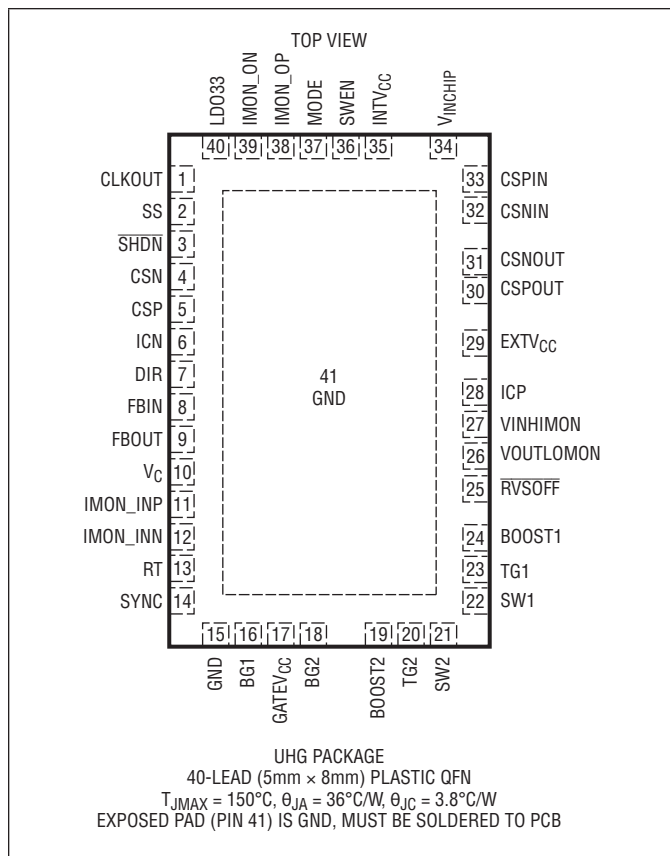 TOP VIEW
LDO33
IMON_ON
IMON_OP
MODE
SWEN
INTVCC
VINCHIP
40
39
38
37
36
35
34
CLKOUT 1
SS 2
SHDN 3
CSN 4
CSP 5
ICN 6
DIR 7
FBIN 8
FBOUT 9
VC 10
IMON_INP 11
IMON_INN 12
RT 13
SYNC 14
41
GND
33 CSPIN
32 CSNIN
31 CSNOUT
30 CSPOUT
29 EXTVCC
28 ICP
27 VINHIMON
26 VOUTLOMON
25 RVSOFF
24 BOOST1
23 TG1
22 SW1
15
16
17
18
19
20
21
GND
BG1
GATEVCC
BG2
BOOST2
TG2
SW2
UHG PACKAGE
40-LEAD (5mm × 8mm) PLASTIC QFN
TJMAX = 150°C, θJA = 36°C/W, θJC = 3.8°C/W
EXPOSED PAD (PIN 41) IS GND, MUST BE SOLDERED TO PCB